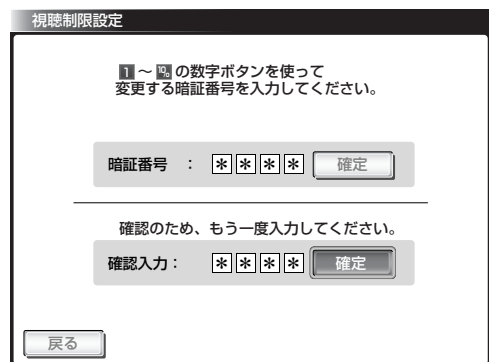 視聴制限設定
1 ～ 10/0 の数字ボタンを使って
変更する暗証番号を入力してください。
暗証番号 : * * * * 確定
確認のため、もう一度入力してください。
確認入力: * * * * 確定
戻る